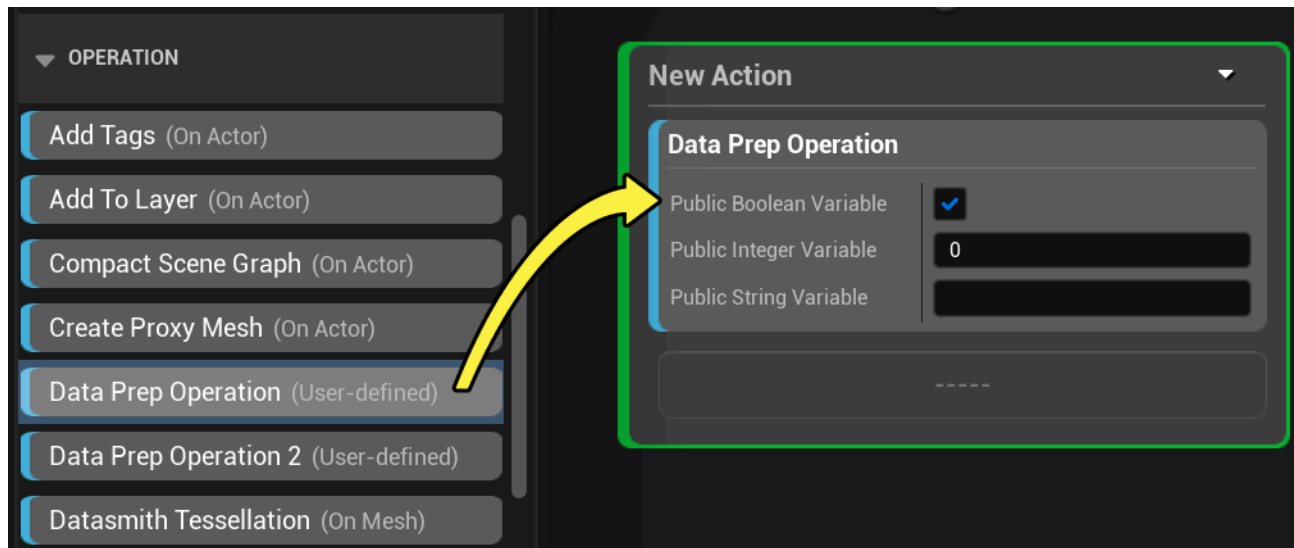 OPERATION
Add Tags (On Actor)
Add To Layer (On Actor)
Compact Scene Graph (On Actor)
Create Proxy Mesh (On Actor)
Data Prep Operation (User-defined)
Data Prep Operation 2 (User-defined)
Datasmith Tessellation (On Mesh)
New Action
Data Prep Operation
Public Boolean Variable
Public Integer Variable 0
Public String Variable
-----